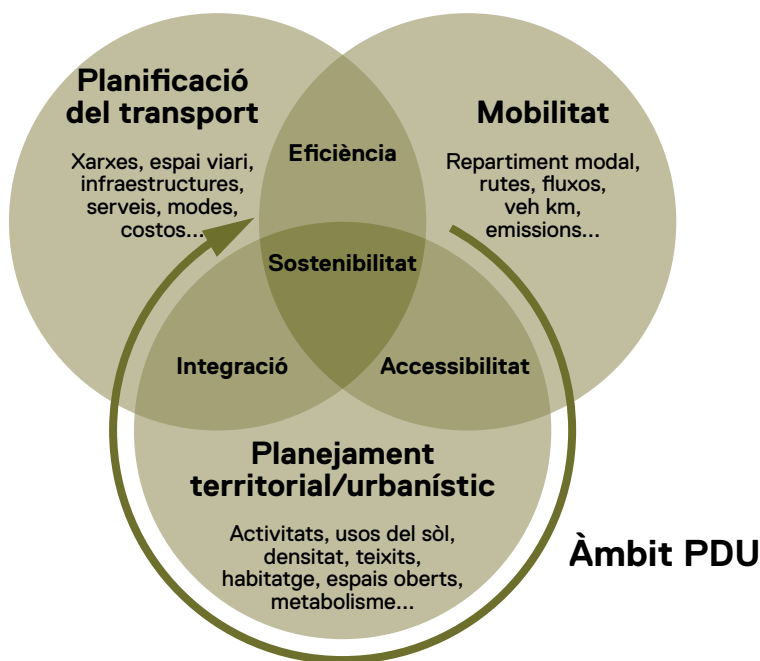 Planificació
del transport
Xarxes, espai viari,
infraestructures,
serveis, modes,
costos...
Eficiència
Mobilitat
Repartiment modal,
rutes, fluxos,
veh km,
emissions...
Sostenibilitat
Integració
Accessibilitat
Planejament
territorial/urbanístic
Activitats, usos del sòl,
densitat, teixits,
habitatge, espais oberts,
metabolisme...
Àmbit PDU